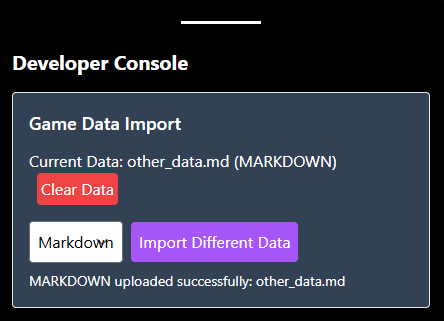 Developer Console
Game Data Import
Current Data: other_data.md (MARKDOWN)
Clear Data
Markdown
Import Different Data
MARKDOWN uploaded successfully: other_data.md